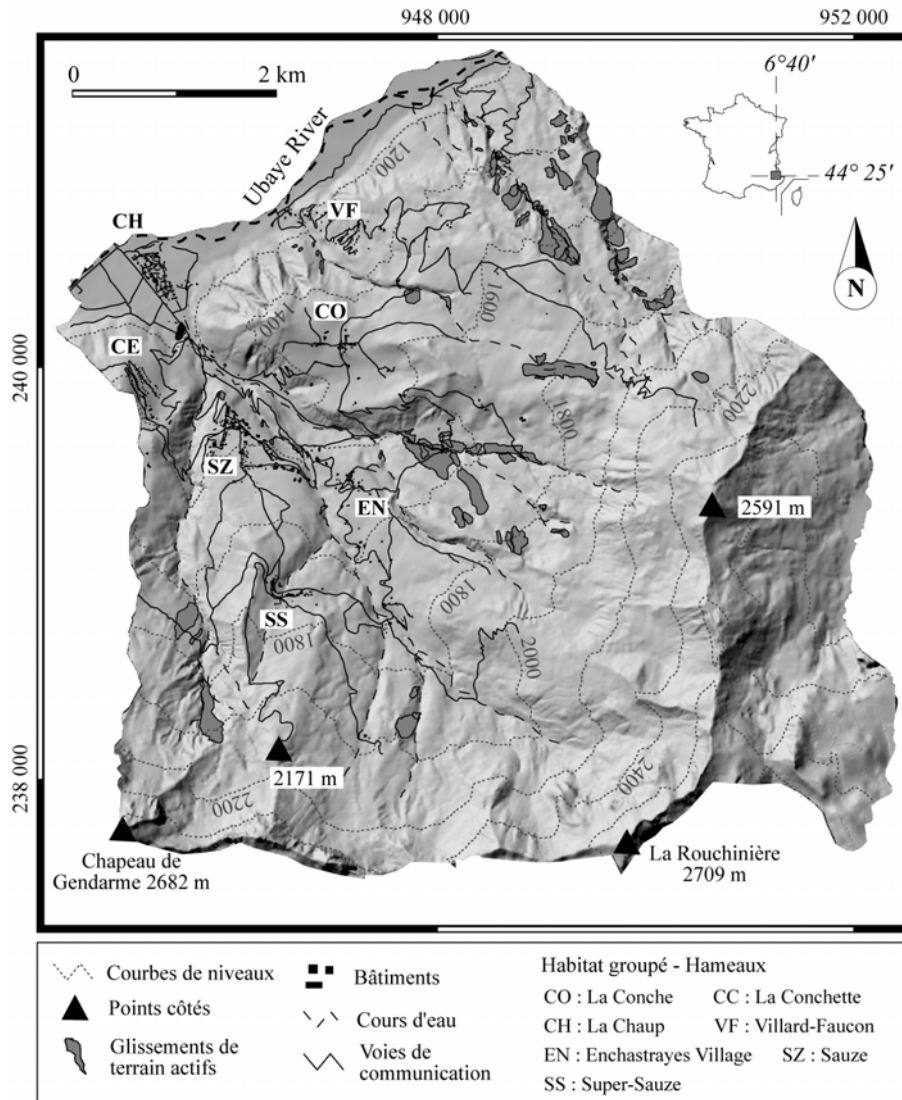 948 000
952 000
0
2 km
6°40'
44° 25'
Ubaye River
1200
VF
CH
N
1600
CO
1400
240 000
CE
1800
2200
SZ
2591 m
EN
1800
SS
1800
2000
2171 m
238 000
2400
2200
Chapeau de
Gendarme 2682 m
La Rouchinière
2709 m
Courbes de niveaux
Points côtés
Glissements de
terrain actifs
Bâtiments
Cours d'eau
Voies de
communication
Habitat groupé - Hameaux
CO : La Conche CC : La Conchette
CH : La Chaup VF : Villard-Faucon
EN : Enchastrayes Village SZ : Sauze
SS : Super-Sauze